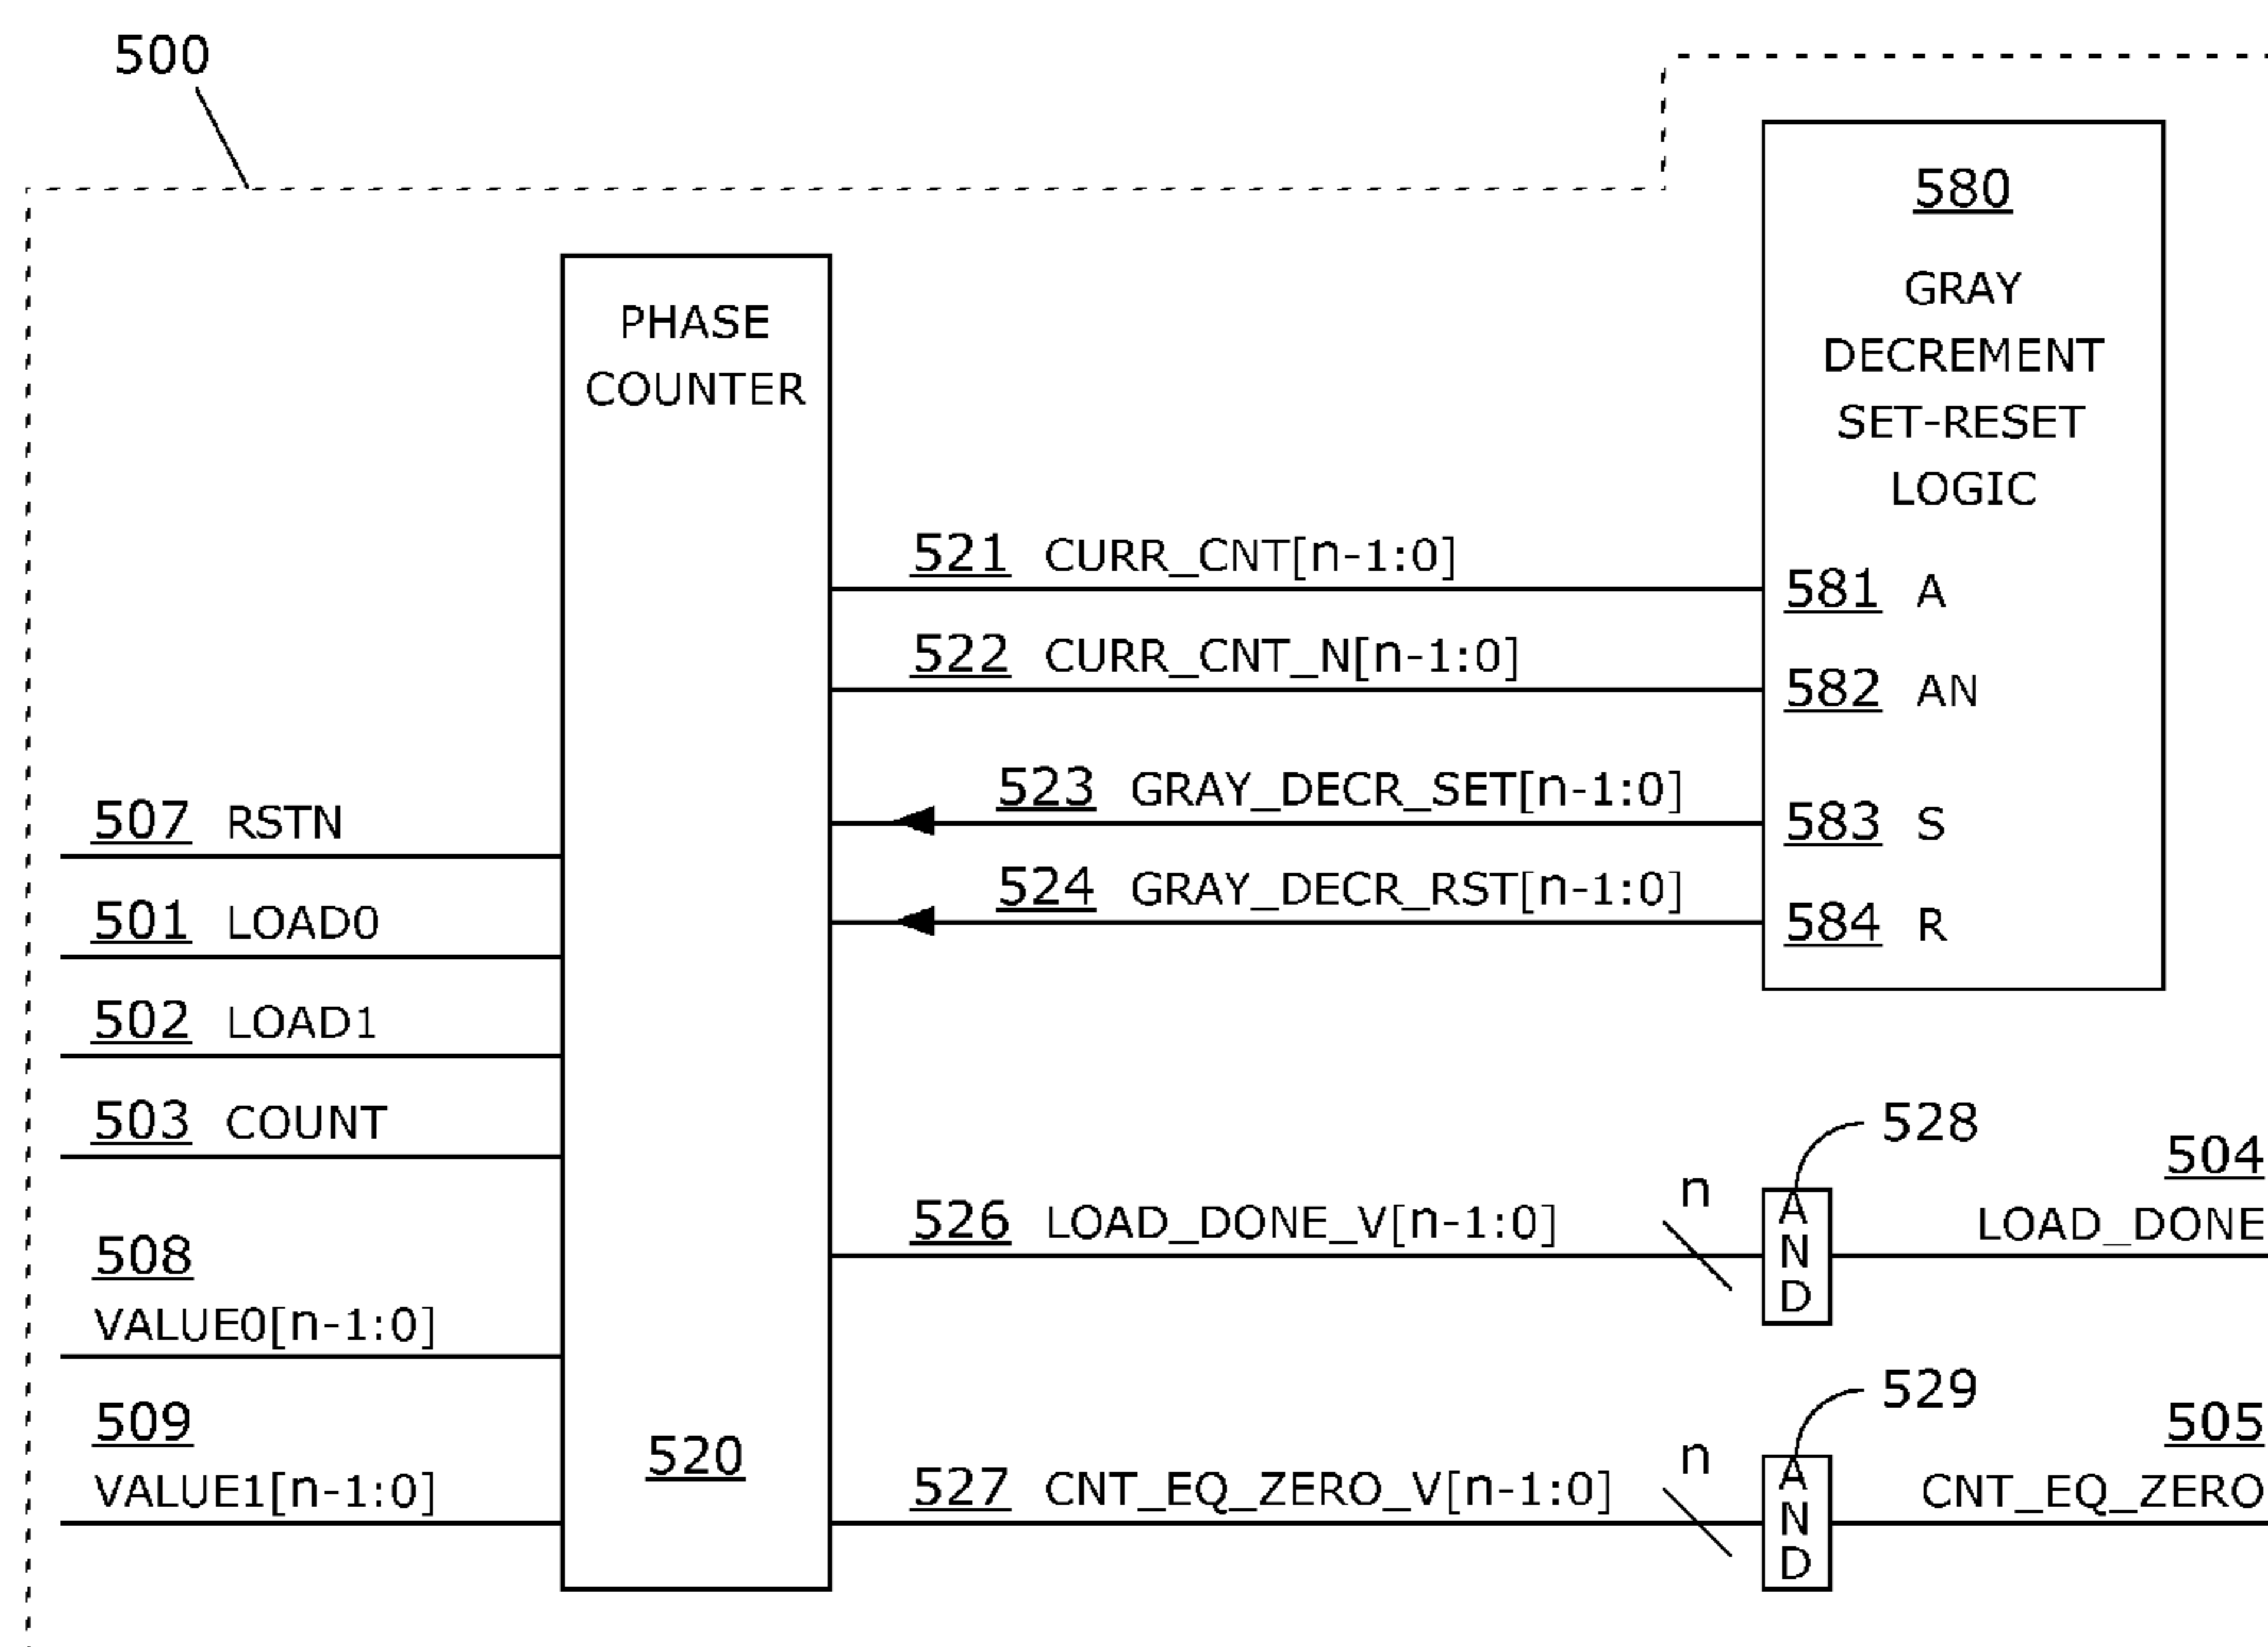 500
580
GRAY
DECREMENT
SET-RESET
LOGIC
PHASE
COUNTER
521 CURR_CNT[n-1:0]
581 A
522 CURR_CNT_N[n-1:0]
582 AN
523 GRAY_DECR_SET[n-1:0]
583 S
524 GRAY_DECR_RST[n-1:0]
584 R
507 RSTN
501 LOAD0
502 LOAD1
503 COUNT
508
VALUE0[n-1:0]
509
VALUE1[n-1:0]
520
526 LOAD_DONE_V[n-1:0]
n
AND
528
504
LOAD_DONE
527 CNT_EQ_ZERO_V[n-1:0]
n
AND
529
505
CNT_EQ_ZERO